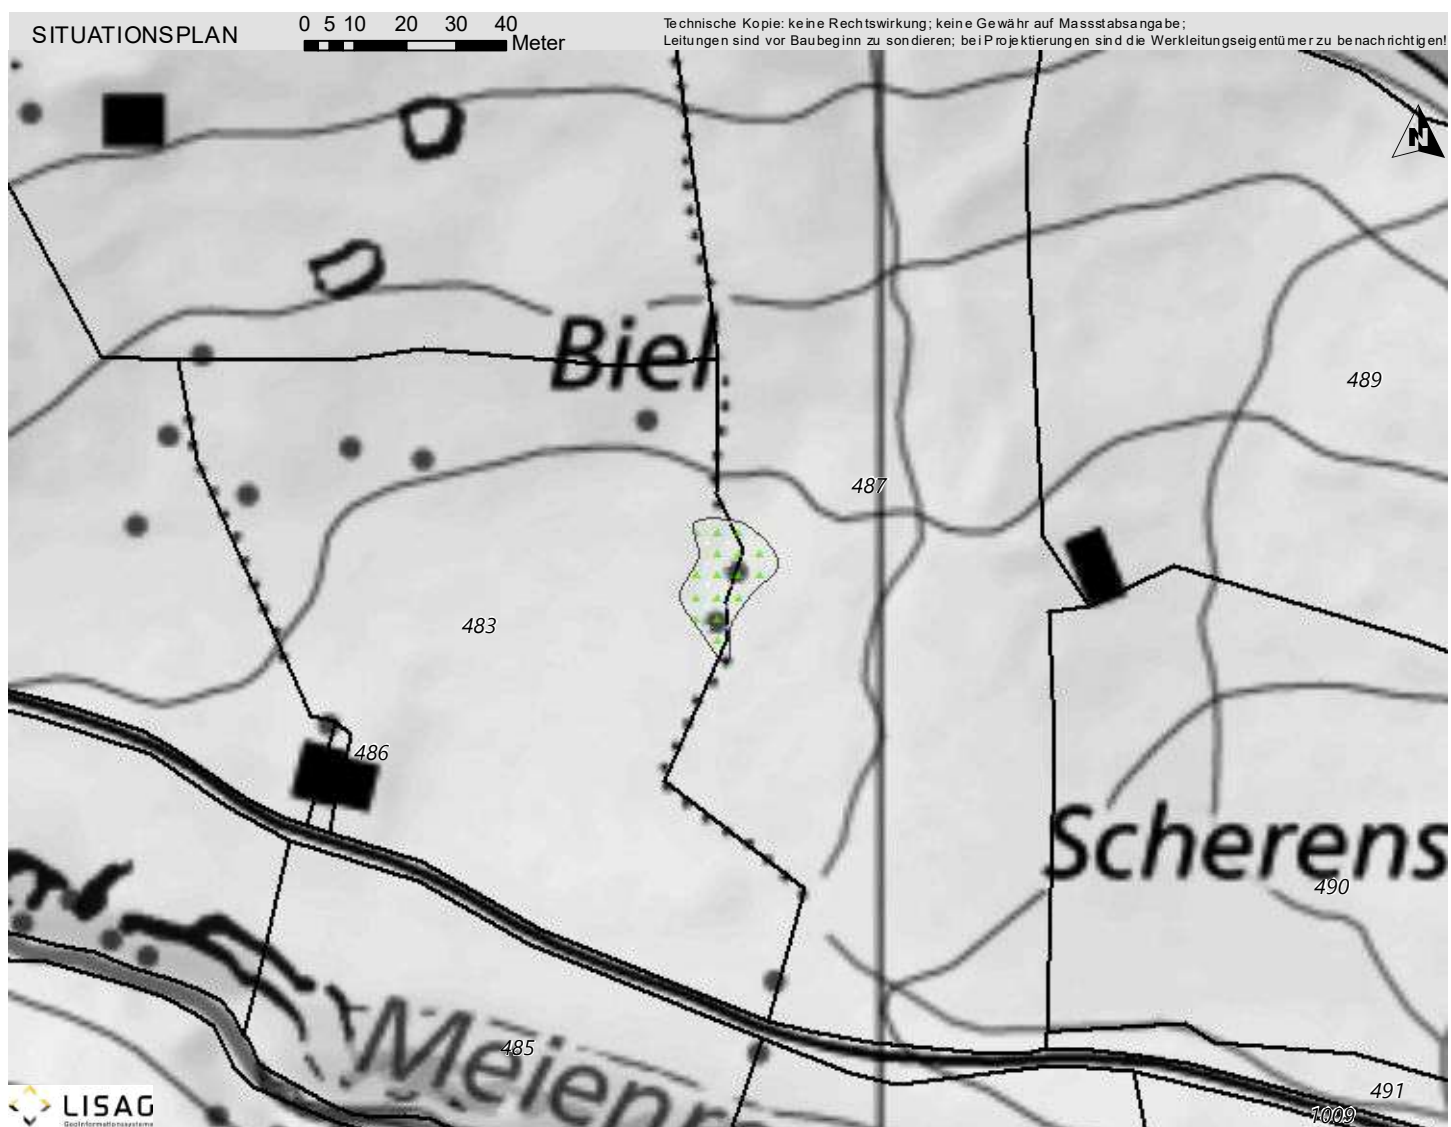 SITUATIONSPLAN
0 5 10 20 30 40
Meter
Technische Kopie: keine Rechtswirkung; keine Gewähr auf Massstabsangabe;
Leitungen sind vor Baubeginn zu sondieren; bei Projektierungen sind die Werkleitungseigentümer zu benachrichtigen!
N
Biel
489
487
483
486
Scherens
490
Meienr
485
491
1009
LISAG
Geoinformationssysteme